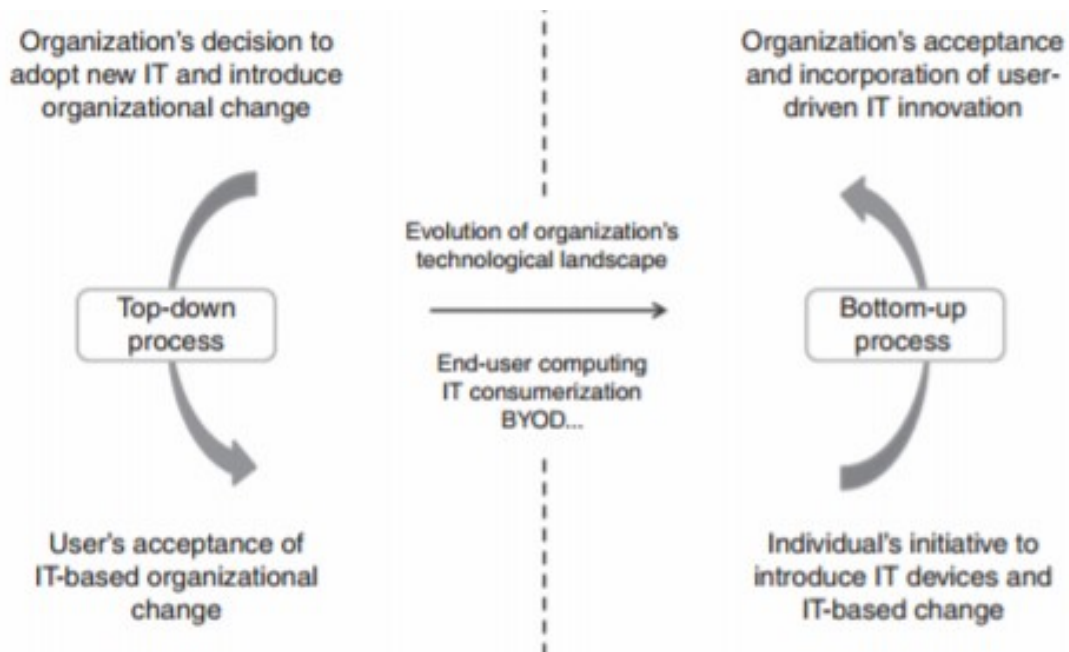 Organization's decision to
adopt new IT and introduce
organizational change
Top-down
process
User's acceptance of
IT-based organizational
change
Evolution of organization's
technological landscape
End-user computing
IT consumerization
BYOD...
Organization's acceptance
and incorporation of user-
driven IT innovation
Bottom-up
process
Individual's initiative to
introduce IT devices and
IT-based change